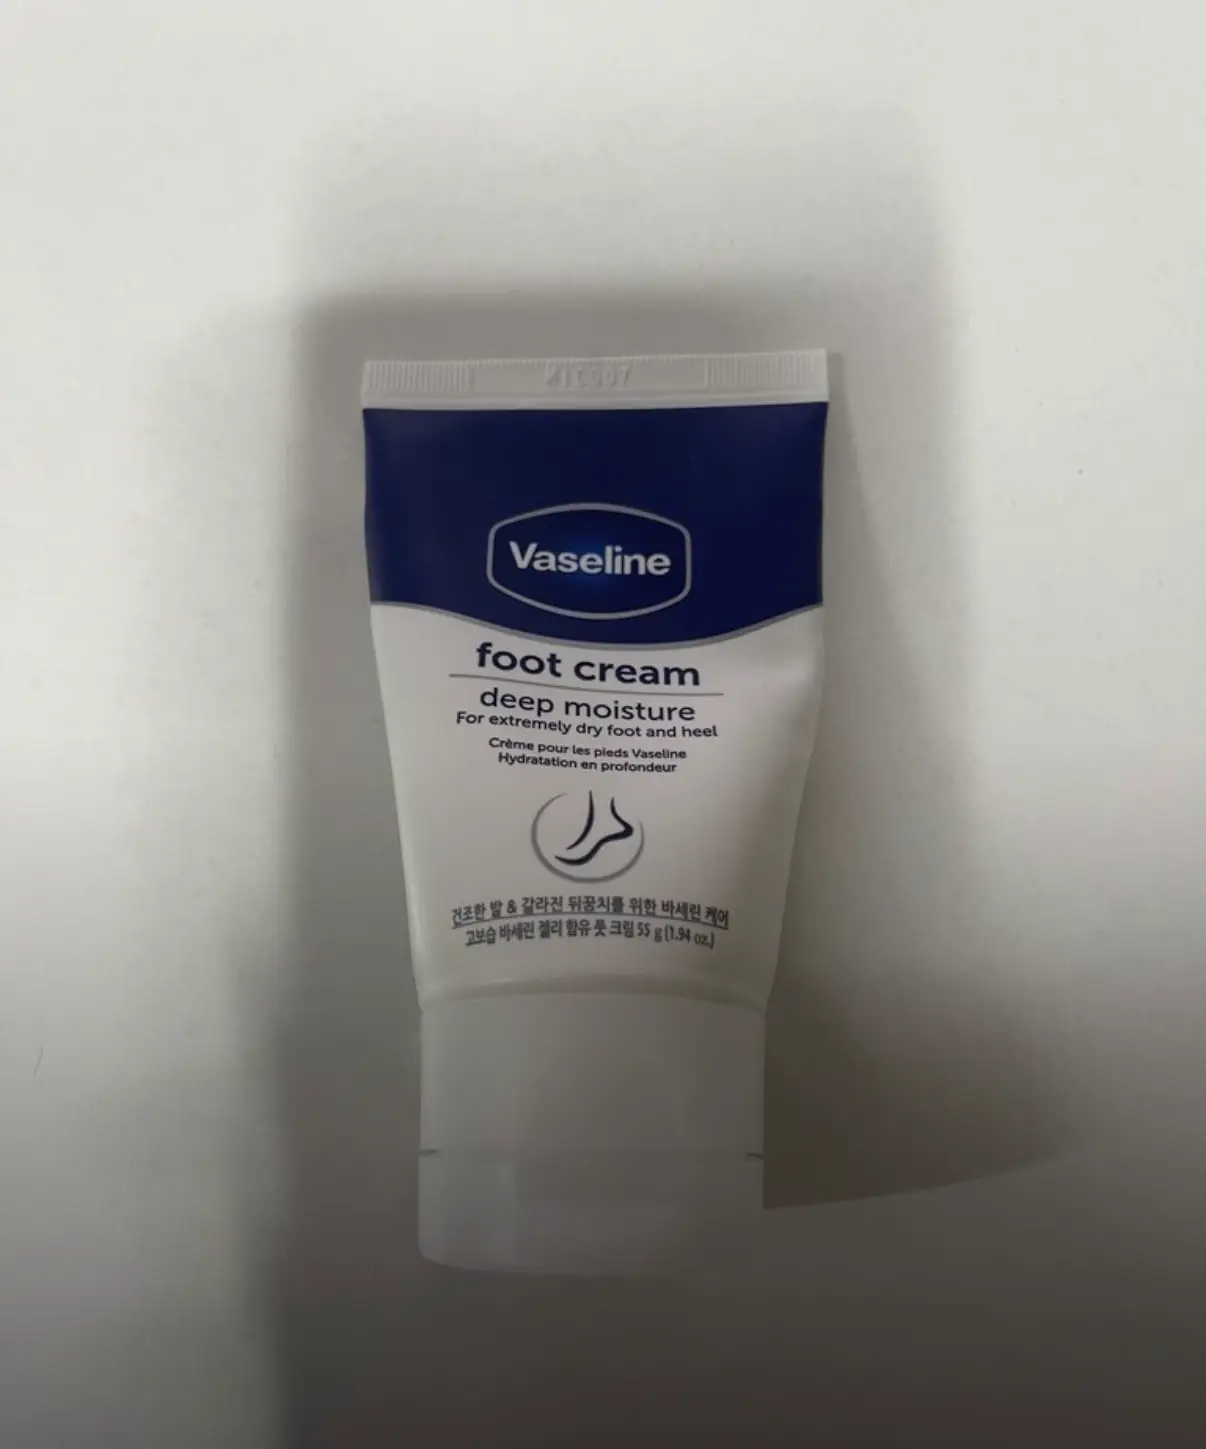 Vaseline
foot cream
deep moisture
For extremely dry foot and heel
Crème pour les pieds Vaseline
Hydratation en profondeur
건조한 발 & 갈라진 뒤꿈치를 위한 바세린 케어
고보습 바세린 젤리 함유 풋 크림 55 g (1.94 oz.)